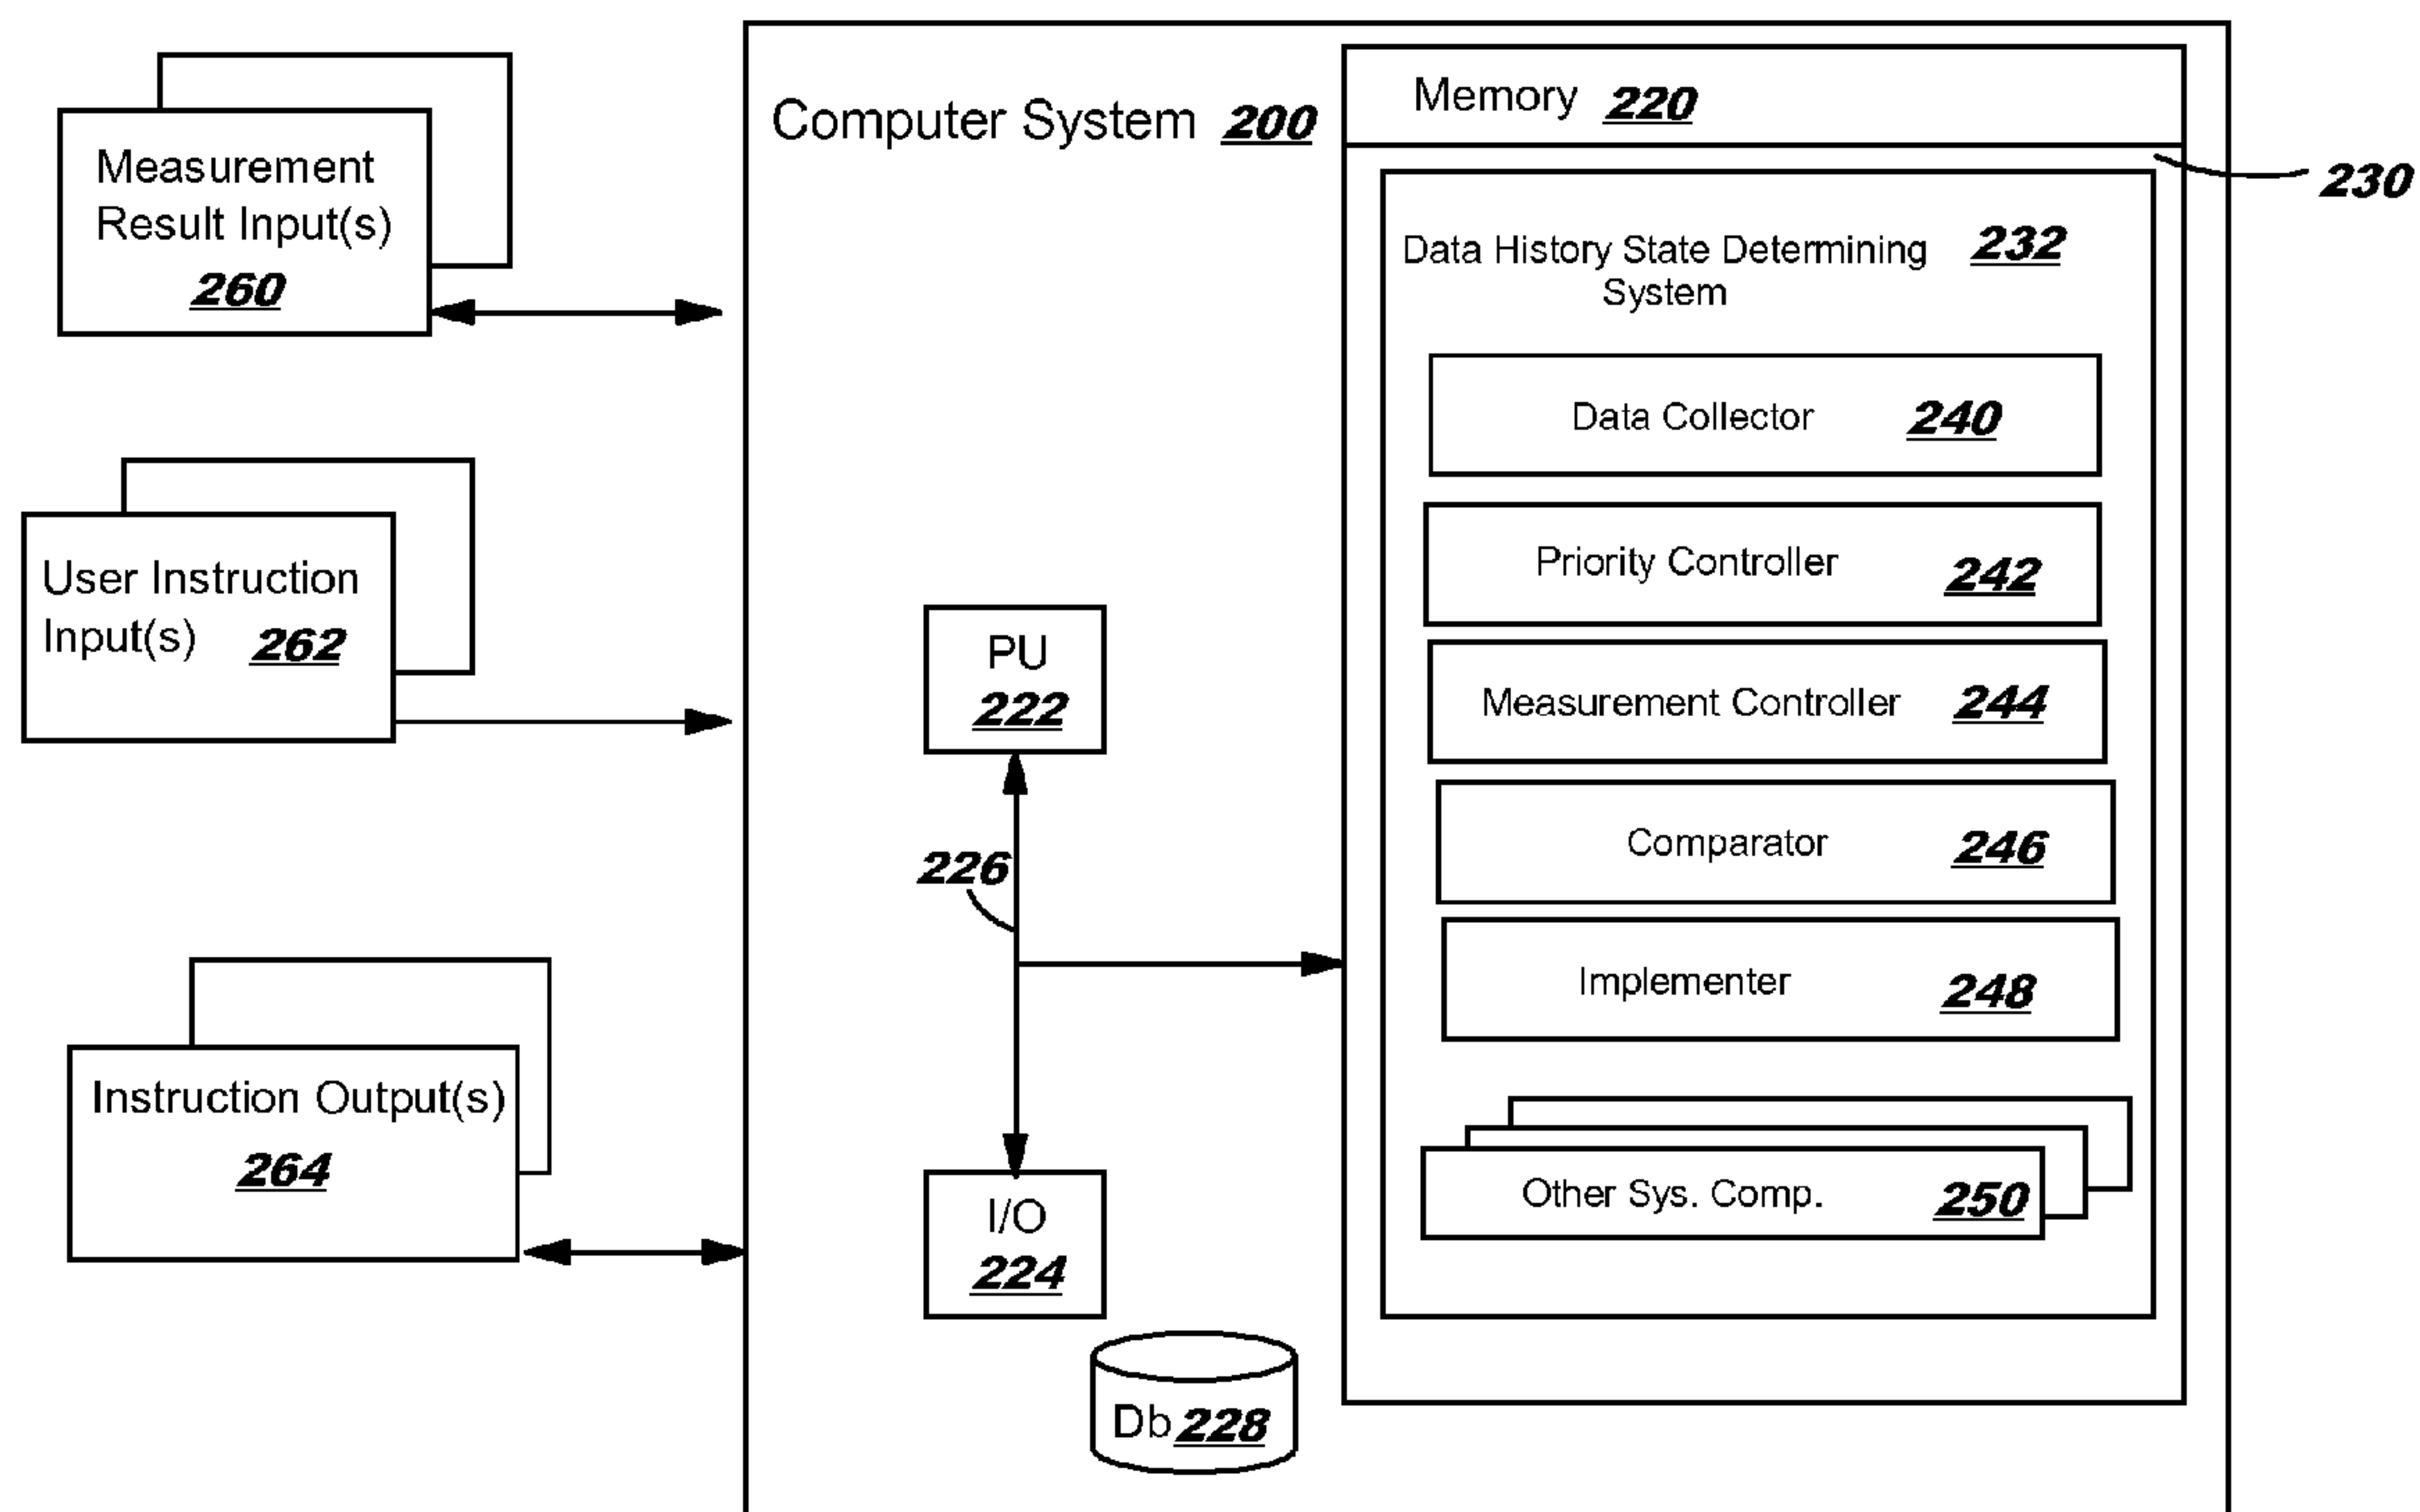 Measurement
Result Input(s)
260
User Instruction
Input(s) 262
Instruction Output(s)
264
Computer System 200
PU
222
226
I/O
224
Db 228
Memory 220
230
Data History State Determining 232
System
Data Collector 240
Priority Controller 242
Measurement Controller 244
Comparator 246
Implementer 248
Other Sys. Comp. 250